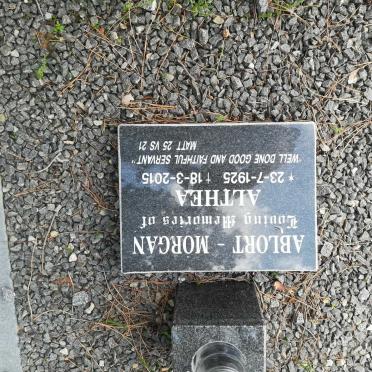 ABLORT - MORGAN
Loving Memories of
ALTHEA
* 23-7-1925 † 18-3-2015
"WELL DONE GOOD AND FAITHFUL SERVANT"
MATT 25 VS 21